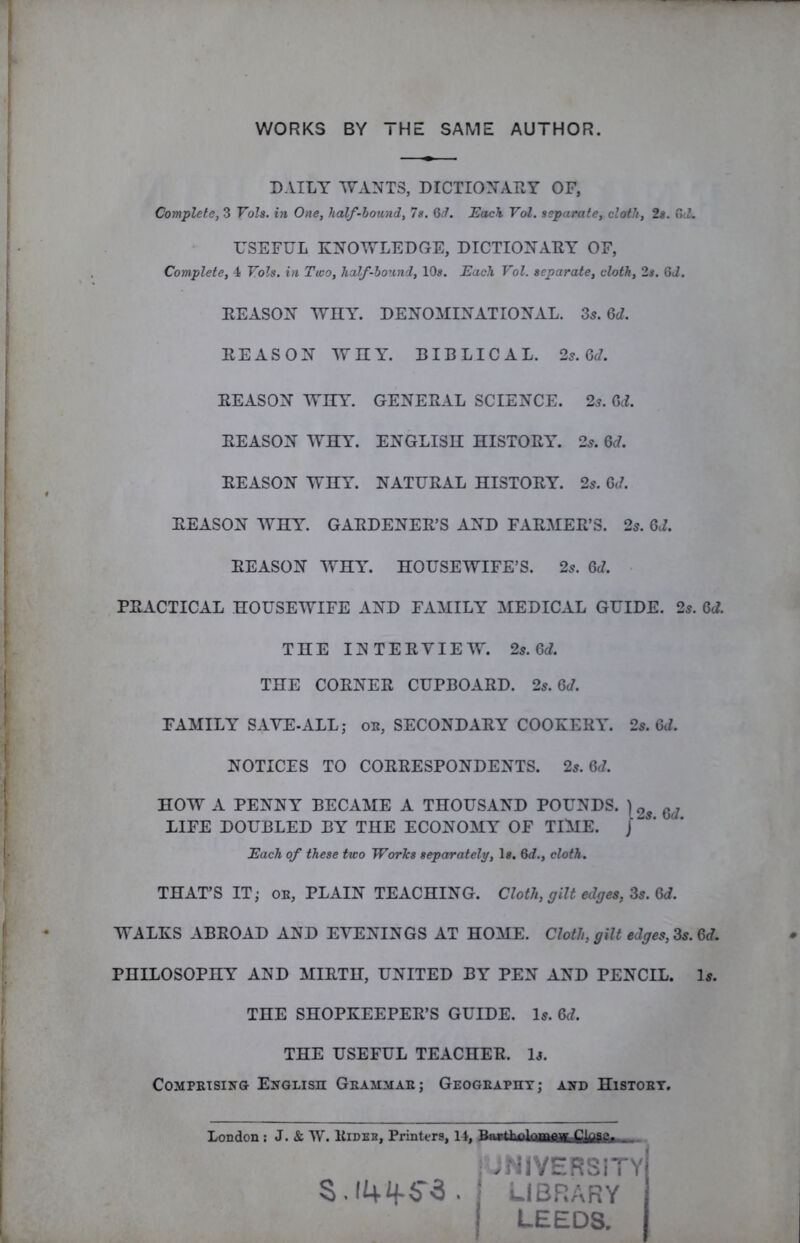 WORKS BY THE SAME AUTHOR.
DAILY WANTS, DICTIONARY OF,
Complete, 3 Vols. in One, half-bound, 7s. 6d. Each Vol. separate, cloth, 2s. 6d.
USEFUL KNOWLEDGE, DICTIONARY OF,
Complete, 4 Vols. in Two, half-bound, 10s. Each Vol. separate, cloth, 2s. 6d.
REASON WHY. DENOMINATIONAL. 3s. 6d.
REASON WHY. BIBLICAL. 2s. 6d.
REASON WHY. GENERAL SCIENCE. 2s. 6d.
REASON WHY. ENGLISH HISTORY. 2s. 6d.
REASON WHY. NATURAL HISTORY. 2s. 6d.
REASON WHY. GARDENER'S AND FARMER'S. 2s. 6d.
REASON WHY. HOUSEWIFE'S. 2s. 6d.
PRACTICAL HOUSEWIFE AND FAMILY MEDICAL GUIDE. 2s. 6d.
THE INTERVIEW. 2s. 6d.
THE CORNER CUPBOARD. 2s. 6d.
FAMILY SAVE-ALL; OR, SECONDARY COOKERY. 2s. 6d.
NOTICES TO CORRESPONDENTS. 2s. 6d.
HOW A PENNY BECAME A THOUSAND POUNDS. } 2s. 6d.
LIFE DOUBLED BY THE ECONOMY OF TIME.
Each of these two Works separately, 1s. 6d., cloth.
THAT'S IT; OR, PLAIN TEACHING. Cloth, gilt edges, 3s. 6d.
WALKS ABROAD AND EVENINGS AT HOME. Cloth, gilt edges, 3s. 6d.
PHILOSOPHY AND MIRTH, UNITED BY PEN AND PENCIL. 1s.
THE SHOPKEEPER'S GUIDE. 1s. 6d.
THE USEFUL TEACHER. 1s.
COMPRISING ENGLISH GRAMMAR; GEOGRAPHY; AND HISTORY.
London: J. & W. RIDER, Printers, 14, Bartholomew Close.
UNIVERSITY
S.14453. LIBRARY
LEEDS.